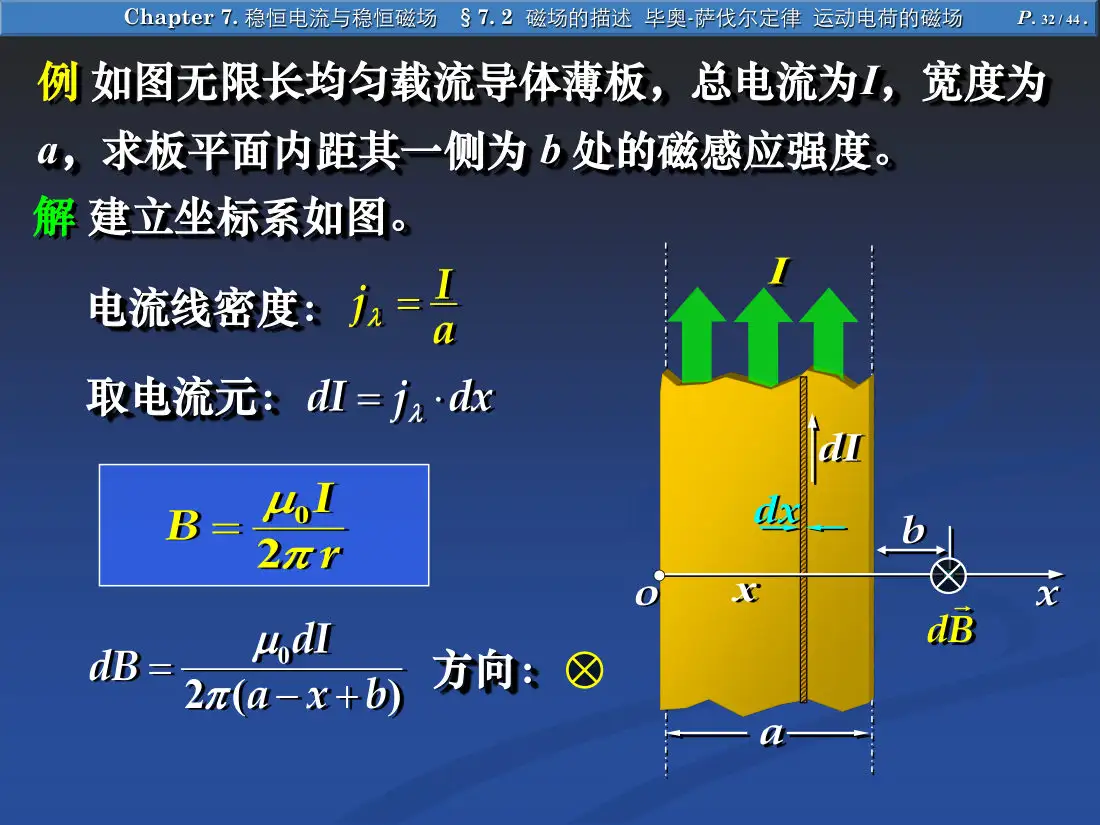 Chapter 7. 稳恒电流与稳恒磁场 §7. 2 磁场的描述 毕奥-萨伐尔定律 运动电荷的磁场 P. 32 / 44 .
例 如图无限长均匀载流导体薄板，总电流为I，宽度为
a，求板平面内距其一侧为 b 处的磁感应强度。
解 建立坐标系如图。
电流线密度： j_λ = I/a
取电流元： dI = j_λ · dx
B = μ₀I / 2πr
dB = μ₀dI / 2π(a − x + b) 方向：⊗
I
dI
dx
b
o
x
x
dB⃗
a